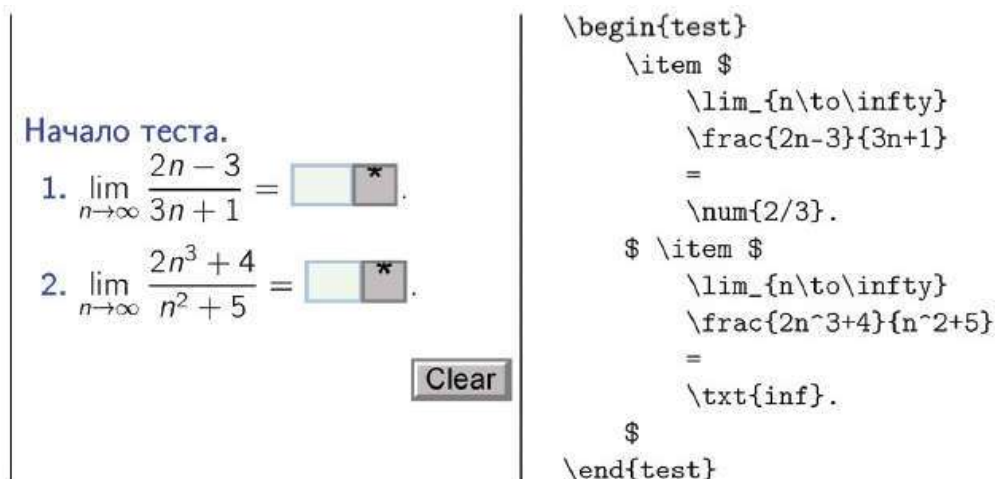 Начало теста.
1. lim n→∞ 2n − 3 / 3n + 1 = * .
2. lim n→∞ 2n³ + 4 / n² + 5 = * .
Clear
\begin{test}
\item $
\lim_{n\to\infty}
\frac{2n-3}{3n+1}
=
\num{2/3}.
$ \item $
\lim_{n\to\infty}
\frac{2n^3+4}{n^2+5}
=
\txt{inf}.
$
\end{test}